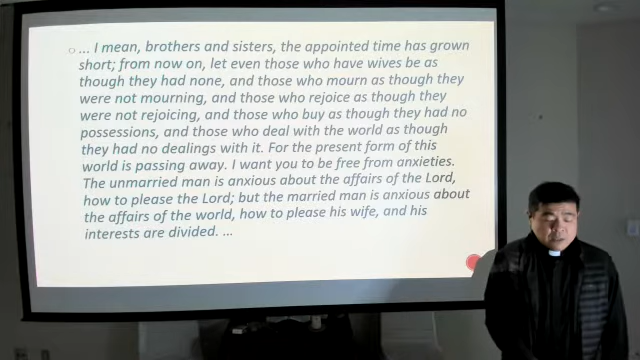 ... I mean, brothers and sisters, the appointed time has grown
short; from now on, let even those who have wives be as
though they had none, and those who mourn as though they
were not mourning, and those who rejoice as though they
were not rejoicing, and those who buy as though they had no
possessions, and those who deal with the world as though
they had no dealings with it. For the present form of this
world is passing away. I want you to be free from anxieties.
The unmarried man is anxious about the affairs of the Lord,
how to please the Lord; but the married man is anxious about
the affairs of the world, how to please his wife, and his
interests are divided. ...